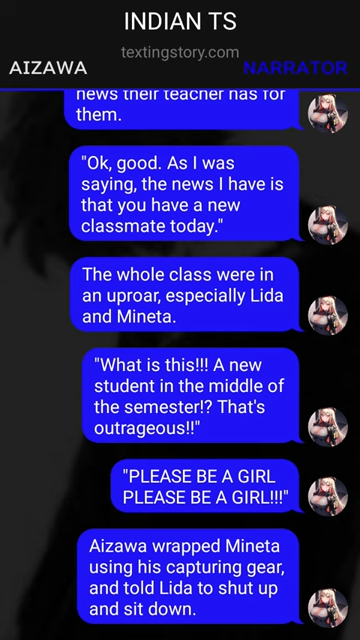 INDIAN TS
textingstory.com
AIZAWA
NARRATOR
news their teacher has for
them.
"Ok, good. As I was
saying, the news I have is
that you have a new
classmate today."
The whole class were in
an uproar, especially Lida
and Mineta.
"What is this!!! A new
student in the middle of
the semester!? That's
outrageous!!"
"PLEASE BE A GIRL
PLEASE BE A GIRL!!!"
Aizawa wrapped Mineta
using his capturing gear,
and told Lida to shut up
and sit down.